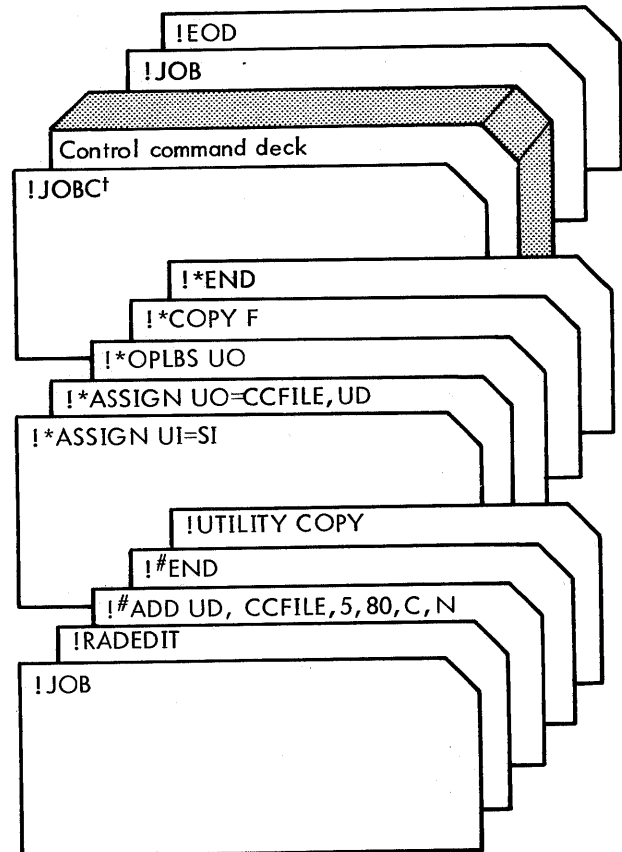 !EOD
!JOB
Control command deck
!JOBC†
!*END
!*COPY F
!*OPLBS UO
!*ASSIGN UO=CCFILE,UD
!*ASSIGN UI=SI
!UTILITY COPY
!#END
!#ADD UD, CCFILE,5,80,C,N
!RADEDIT
!JOB